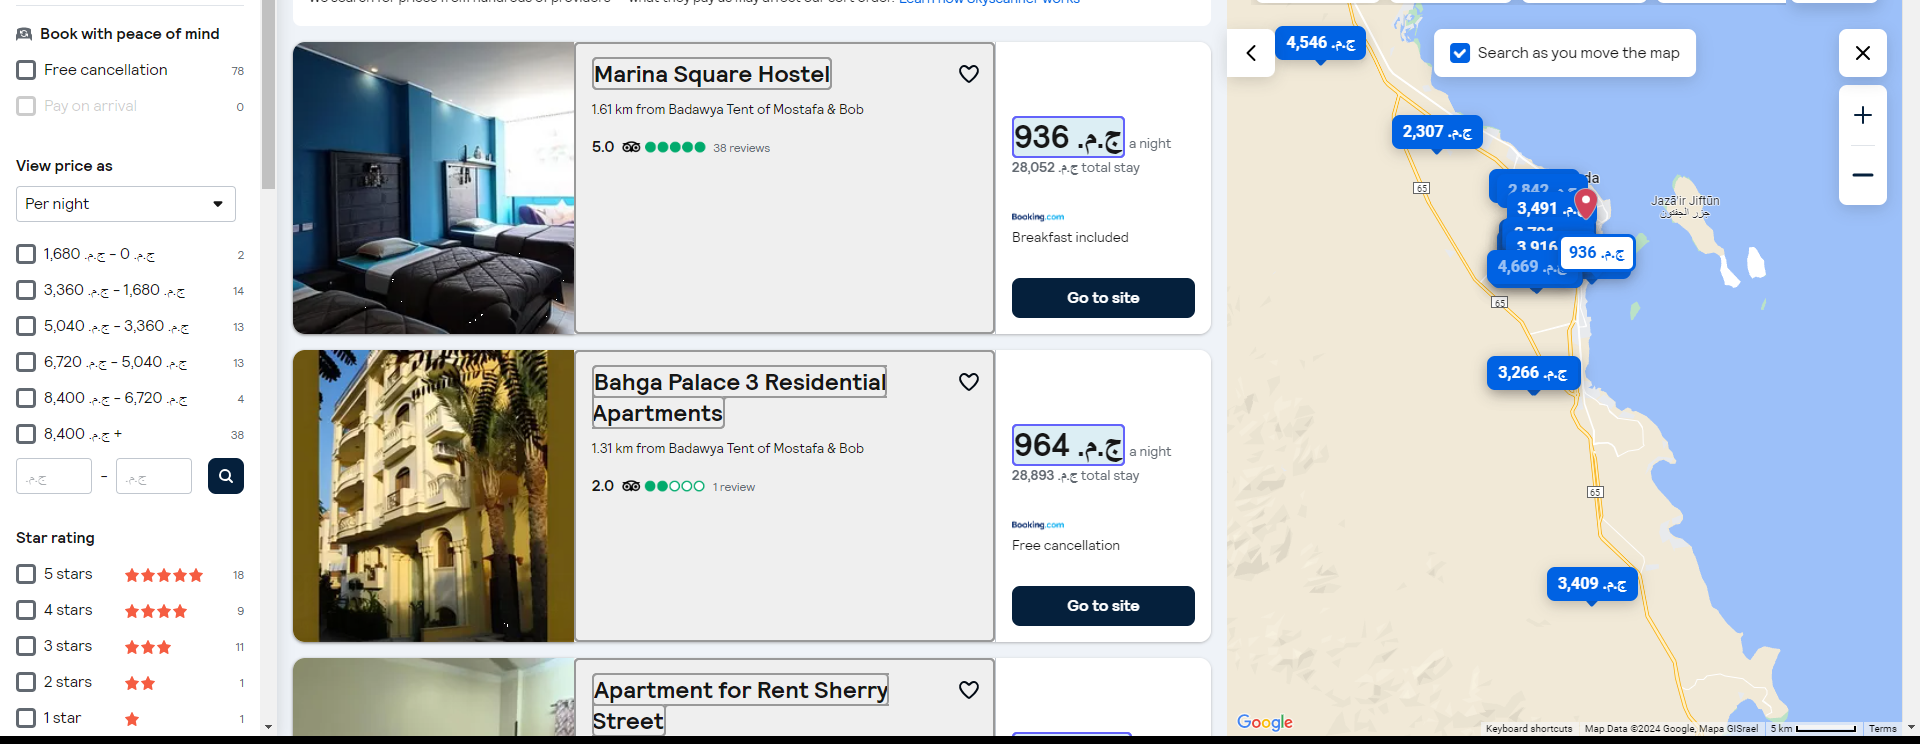 Learn how Skyscanner works
Book with peace of mind
Free cancellation 78
Pay on arrival 0
View price as
Per night
1,680 ج.م.‏ - 0 ج.م.‏ 2
3,360 ج.م.‏ - 1,680 ج.م.‏ 14
5,040 ج.م.‏ - 3,360 ج.م.‏ 13
6,720 ج.م.‏ - 5,040 ج.م.‏ 13
8,400 ج.م.‏ - 6,720 ج.م.‏ 4
8,400 ج.م.‏ + 38
ج.م.‏ - ج.م.‏
Star rating
5 stars 18
4 stars 9
3 stars 11
2 stars 1
1 star 1
Marina Square Hostel
1.61 km from Badawya Tent of Mostafa & Bob
5.0 38 reviews
936 ج.م.‏ a night
28,052 ج.م.‏ total stay
Booking.com
Breakfast included
Go to site
Bahga Palace 3 Residential
Apartments
1.31 km from Badawya Tent of Mostafa & Bob
2.0 1 review
964 ج.م.‏ a night
28,893 ج.م.‏ total stay
Booking.com
Free cancellation
Go to site
Apartment for Rent Sherry
Street
4,546 ج.م.‏
Search as you move the map
2,307 ج.م.‏
65
2,842 ج.م.‏
da
3,491 ج.م.‏
Jazā'ir Jiftūn
جزر الجفتون
3,916
936 ج.م.‏
4,669 ج.م.‏
65
3,266 ج.م.‏
65
3,409 ج.م.‏
Google
Keyboard shortcuts Map Data ©2024 Google, Mapa GISrael 5 km Terms